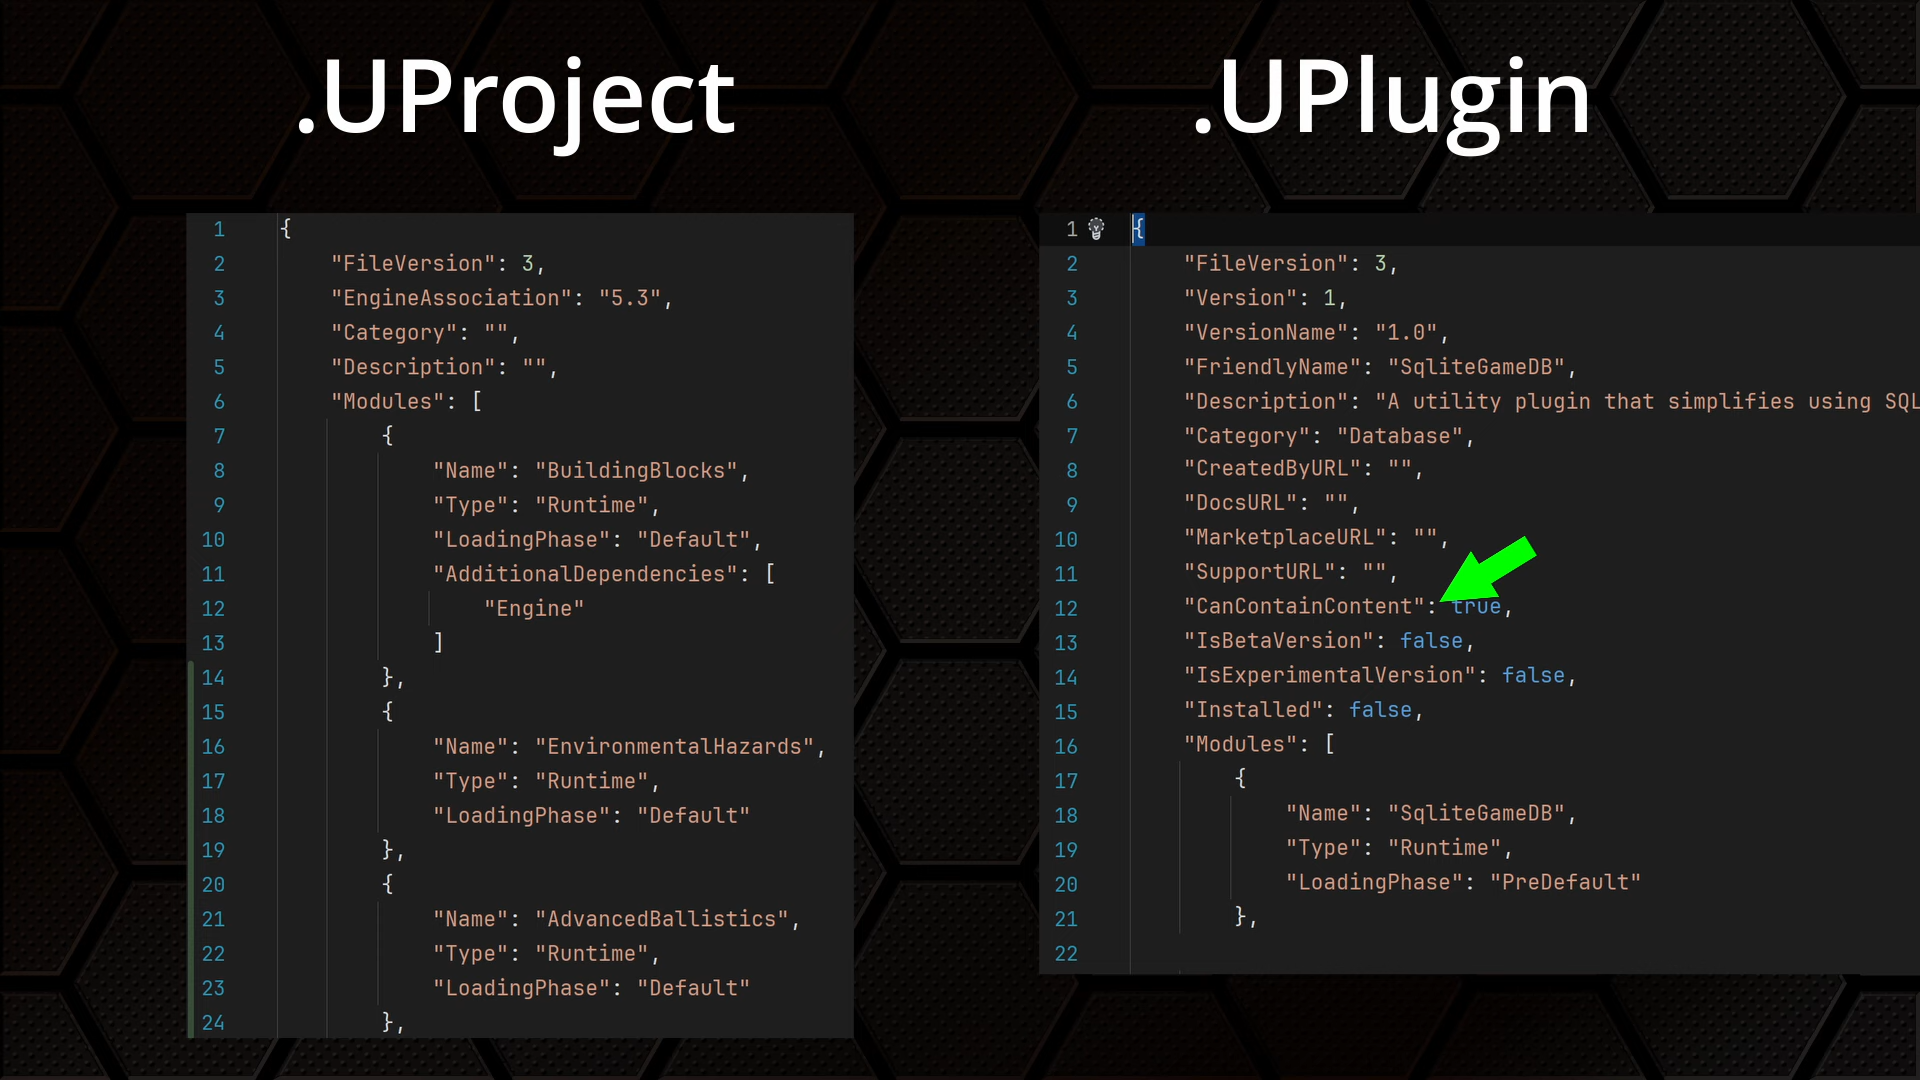 .UProject
1 {
2 "FileVersion": 3,
3 "EngineAssociation": "5.3",
4 "Category": "",
5 "Description": "",
6 "Modules": [
7 {
8 "Name": "BuildingBlocks",
9 "Type": "Runtime",
10 "LoadingPhase": "Default",
11 "AdditionalDependencies": [
12 "Engine"
13 ]
14 },
15 {
16 "Name": "EnvironmentalHazards",
17 "Type": "Runtime",
18 "LoadingPhase": "Default"
19 },
20 {
21 "Name": "AdvancedBallistics",
22 "Type": "Runtime",
23 "LoadingPhase": "Default"
24 },
.UPlugin
1 {
2 "FileVersion": 3,
3 "Version": 1,
4 "VersionName": "1.0",
5 "FriendlyName": "SqliteGameDB",
6 "Description": "A utility plugin that simplifies using SQL
7 "Category": "Database",
8 "CreatedByURL": "",
9 "DocsURL": "",
10 "MarketplaceURL": "",
11 "SupportURL": "",
12 "CanContainContent": true,
13 "IsBetaVersion": false,
14 "IsExperimentalVersion": false,
15 "Installed": false,
16 "Modules": [
17 {
18 "Name": "SqliteGameDB",
19 "Type": "Runtime",
20 "LoadingPhase": "PreDefault"
21 },
22